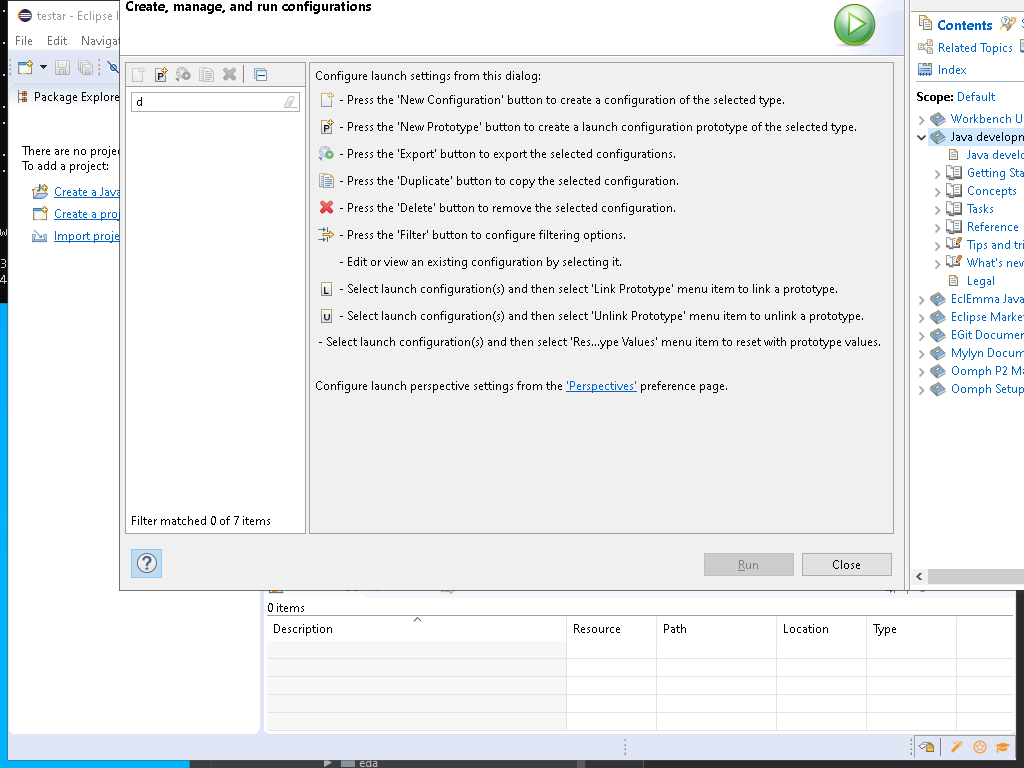 Create, manage, and run configurations
testar - Eclipse I
File Edit Naviga
Package Explore
There are no proje
To add a project:
Create a Java
Create a proj
Import proje
d
Filter matched 0 of 7 items
Configure launch settings from this dialog:
- Press the 'New Configuration' button to create a configuration of the selected type.
- Press the 'New Prototype' button to create a launch configuration prototype of the selected type.
- Press the 'Export' button to export the selected configurations.
- Press the 'Duplicate' button to copy the selected configuration.
- Press the 'Delete' button to remove the selected configuration.
- Press the 'Filter' button to configure filtering options.
- Edit or view an existing configuration by selecting it.
- Select launch configuration(s) and then select 'Link Prototype' menu item to link a prototype.
- Select launch configuration(s) and then select 'Unlink Prototype' menu item to unlink a prototype.
- Select launch configuration(s) and then select 'Res...ype Values' menu item to reset with prototype values.
Configure launch perspective settings from the 'Perspectives' preference page.
Run
Close
Contents
Related Topics
Index
Scope: Default
Workbench U
Java developn
Java develo
Getting Sta
Concepts
Tasks
Reference
Tips and tri
What's new
Legal
EclEmma Java
Eclipse Marke
EGit Documen
Mylyn Docum
Oomph P2 Ma
Oomph Setup
0 items
Description Resource Path Location Type
eda